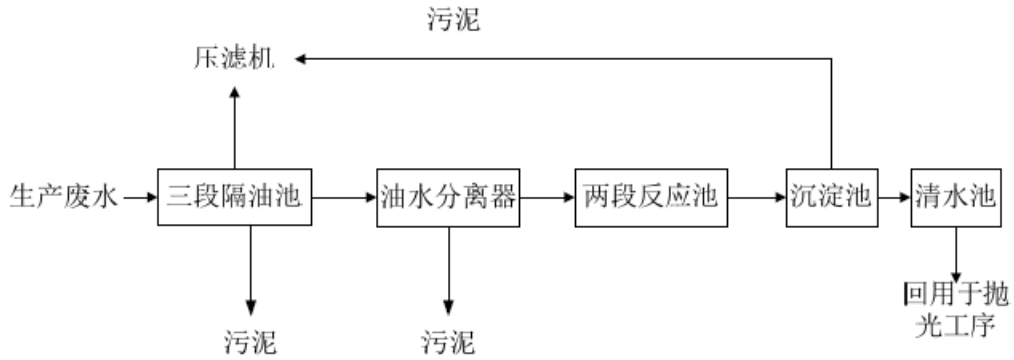 污泥
压滤机
生产废水
三段隔油池
油水分离器
两段反应池
沉淀池
清水池
污泥
污泥
回用于抛
光工序